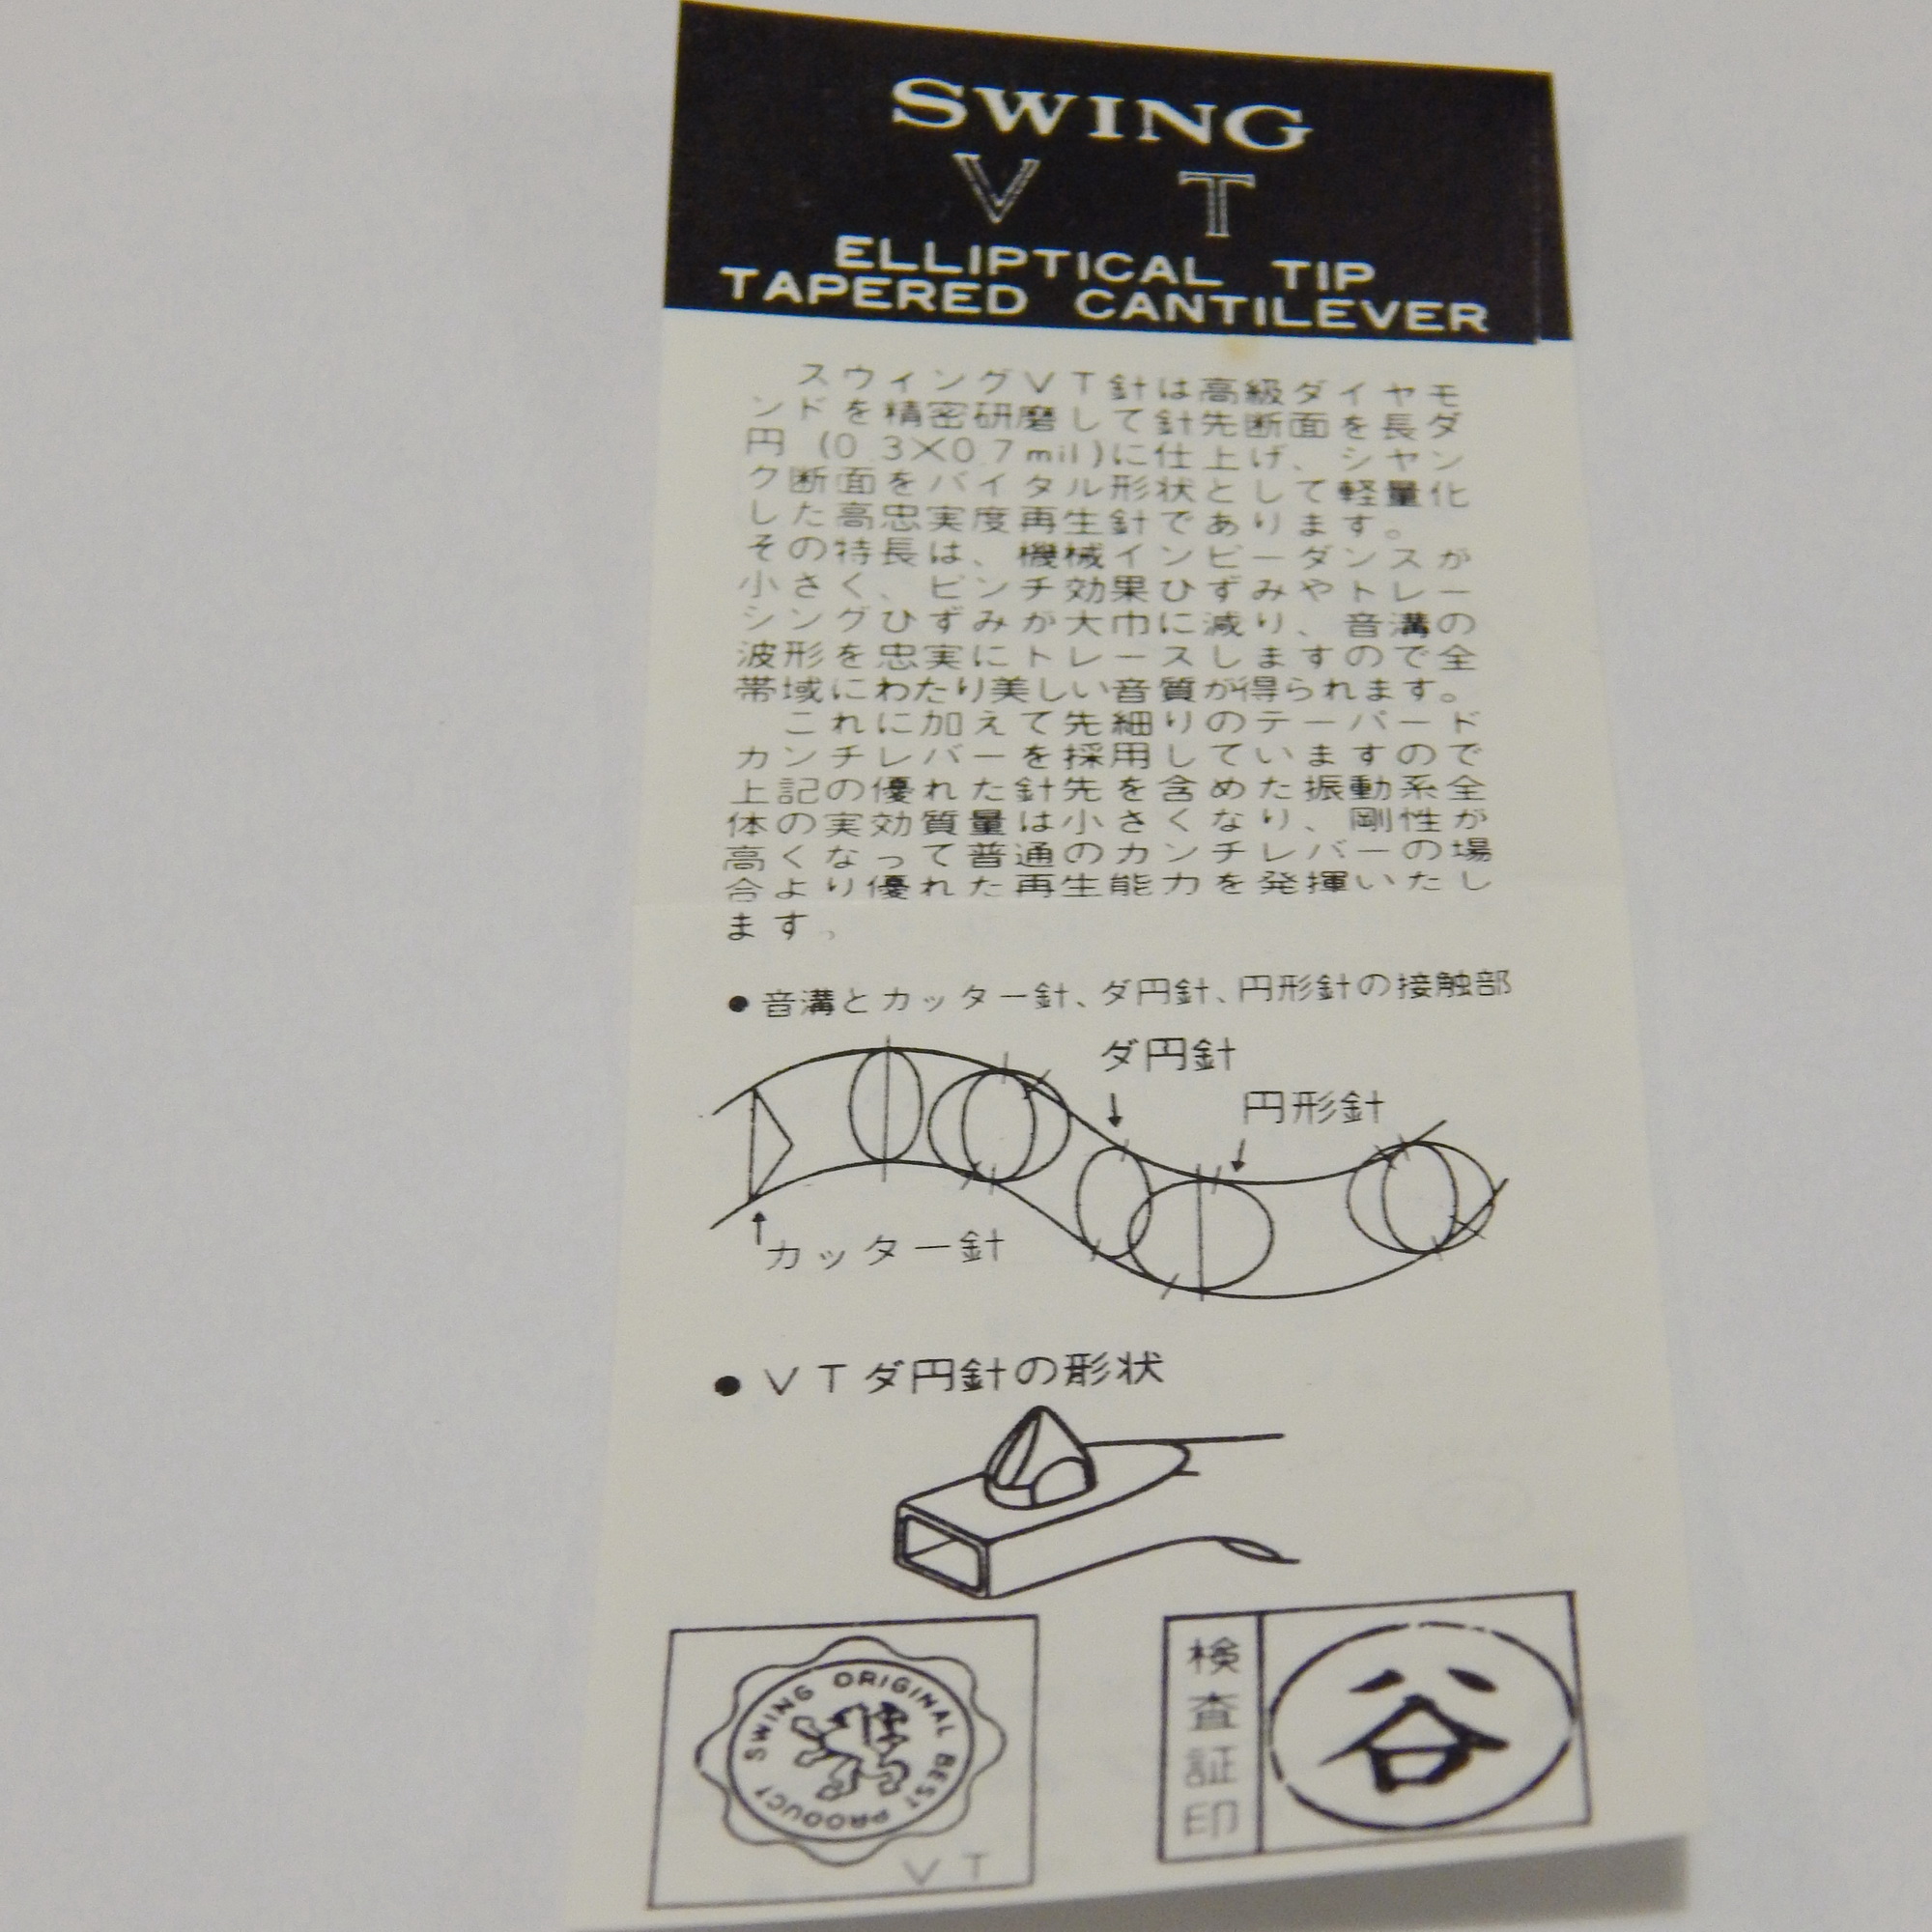 SWING
V T
ELLIPTICAL TIP
TAPERED CANTILEVER
スウィングVT針は高級ダイヤモ
ンドを精密研磨して針先断面を長ダ
円(0.3×0.7mil)に仕上げ、シヤン
ク断面をバイタル形状として軽量化
した高忠実度再生針であります。
その特長は、機械インピーダンスが
小さく、ピンチ効果ひずみやトレー
シングひずみが大巾に減り、音溝の
波形を忠実にトレースしますので全
帯域にわたり美しい音質が得られます。
これに加えて先細りのテーパード
カンチレバーを採用していますので
上記の優れた針先を含めた振動系全
体の実効質量は小さくなり、剛性が
高くなって普通のカンチレバーの場
合より優れた再生能力を発揮いたし
ます。
●音溝とカッター針、ダ円針、円形針の接触部
ダ円針
円形針
カッター針
●VTダ円針の形状
SWING ORIGINAL BEST PRODUCT
VT
検査証印
谷